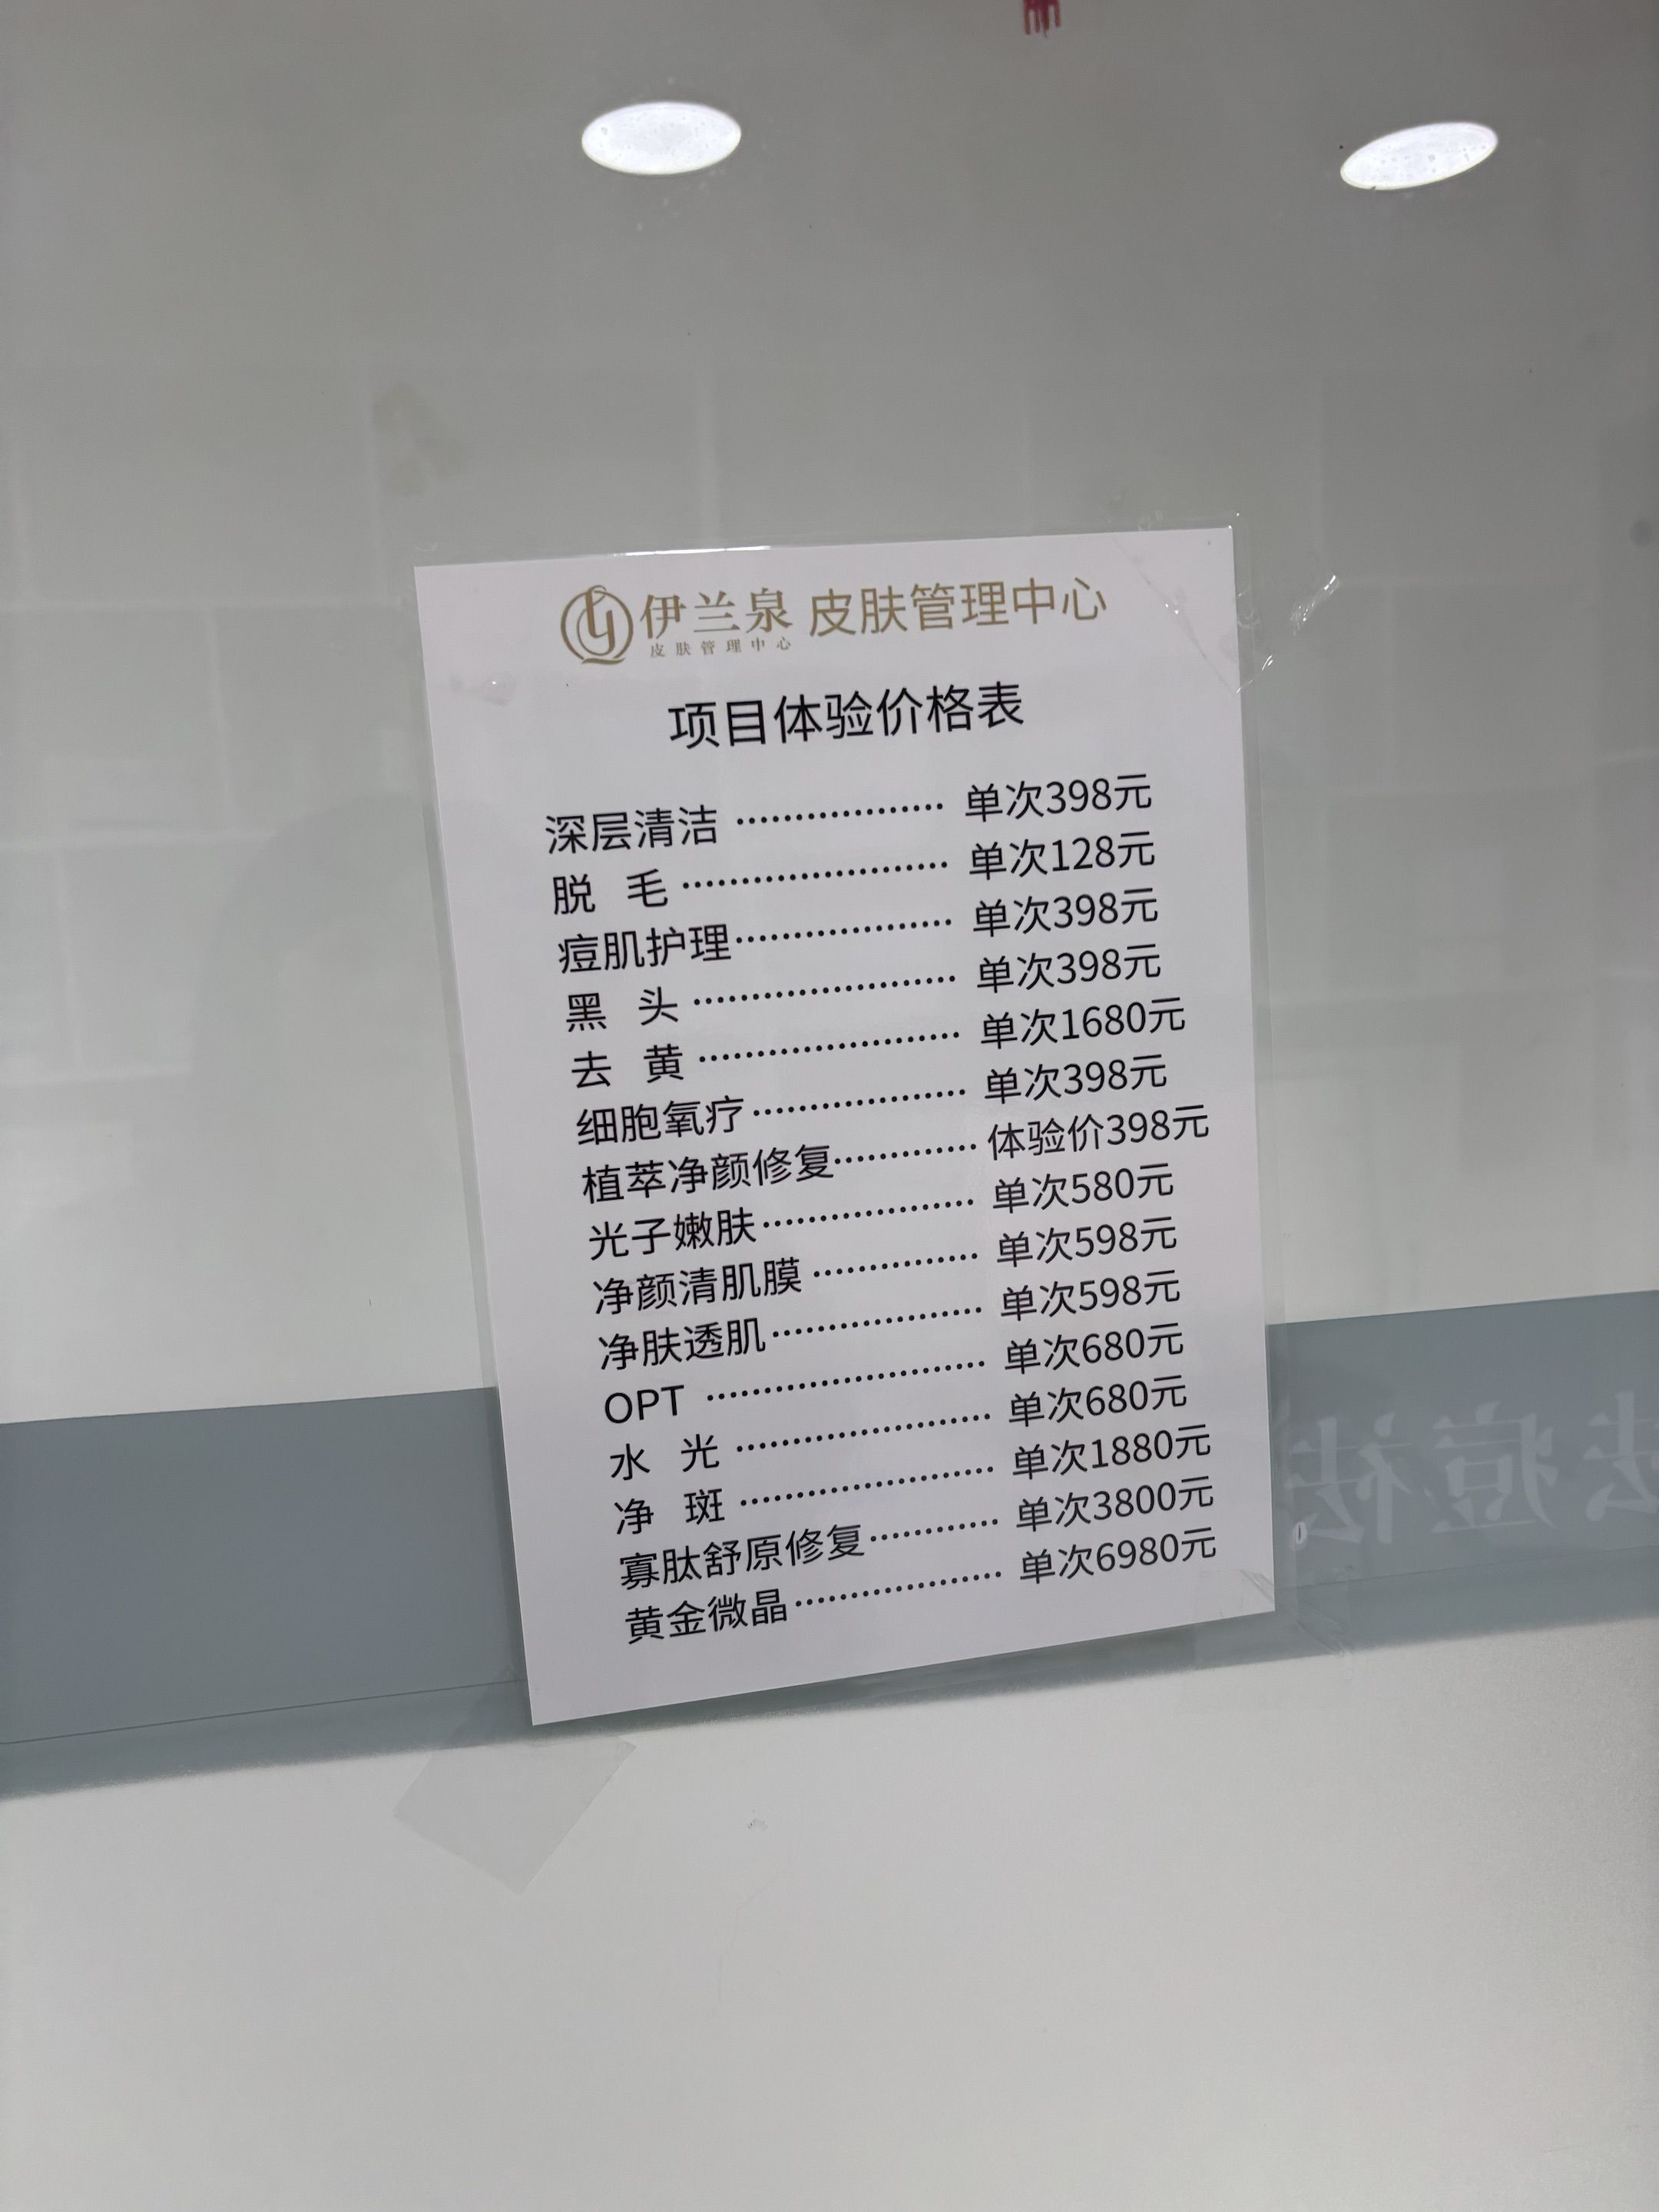 伊兰泉 皮肤管理中心
皮肤管理中心
项目体验价格表
深层清洁 ·················· 单次398元
脱 毛 ······················· 单次128元
痘肌护理··················· 单次398元
黑 头 ······················· 单次398元
去 黄 ······················· 单次1680元
细胞氧疗··················· 单次398元
植萃净颜修复············· 体验价398元
光子嫩肤··················· 单次580元
净颜清肌膜 ··············· 单次598元
净肤透肌··················· 单次598元
OPT ························ 单次680元
水 光 ······················ 单次680元
净 斑 ······················ 单次1880元
寡肽舒原修复············ 单次3800元
黄金微晶·················· 单次6980元
祛痘祛